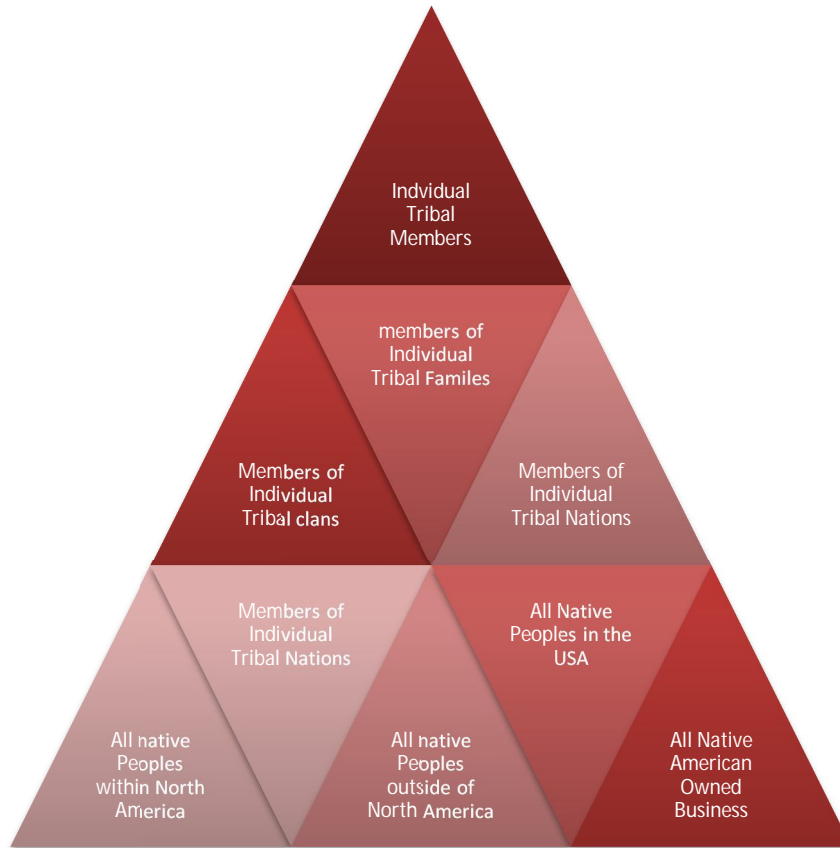 Indvidual
Tribal
Members
members of
Individual
Tribal Familes
Members of
Individual
Tribal clans
Members of
Individual
Tribal Nations
Members of
Individual
Tribal Nations
All Native
Peoples in the
USA
All native
Peoples
within North
America
All native
Peoples
outside of
North America
All Native
American
Owned
Business